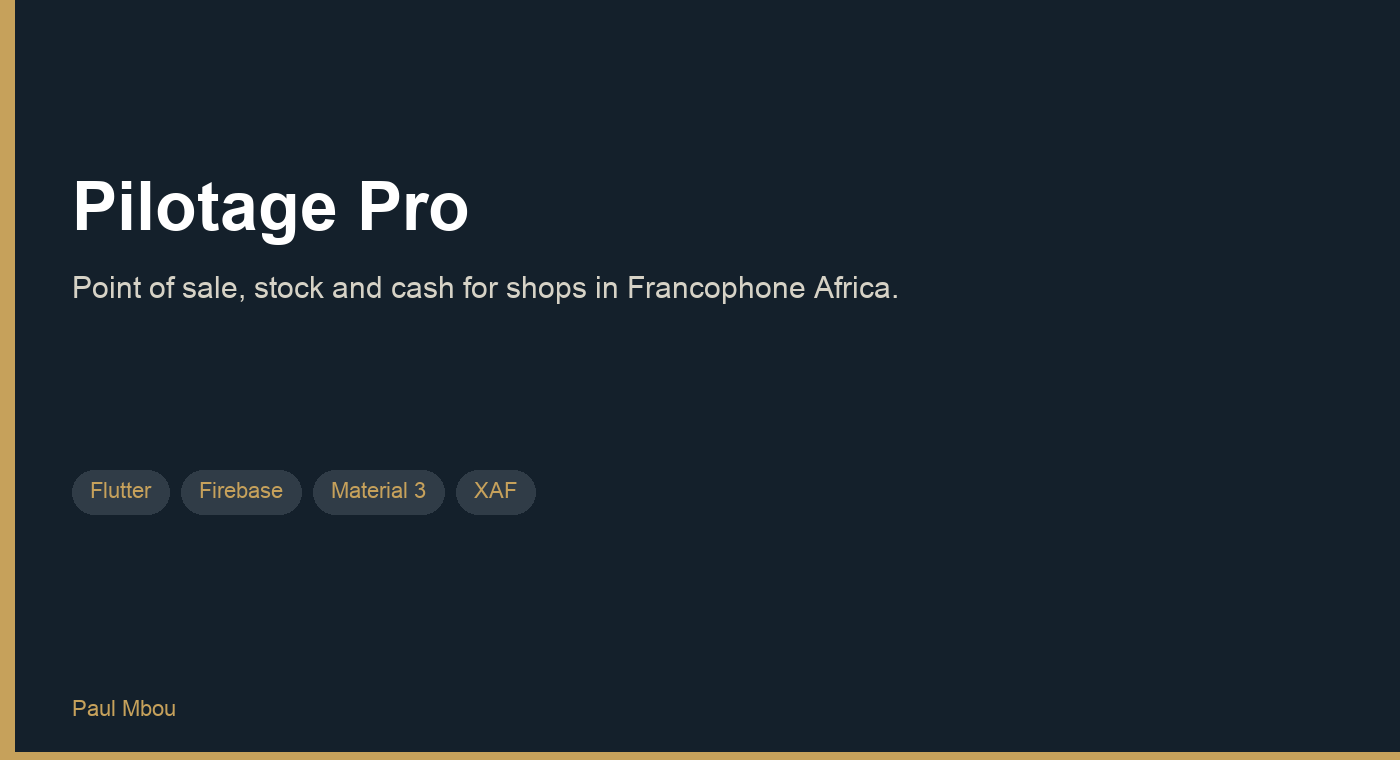 Pilotage Pro
Point of sale, stock and cash for shops in Francophone Africa.
Flutter Firebase Material 3 XAF
Paul Mbou